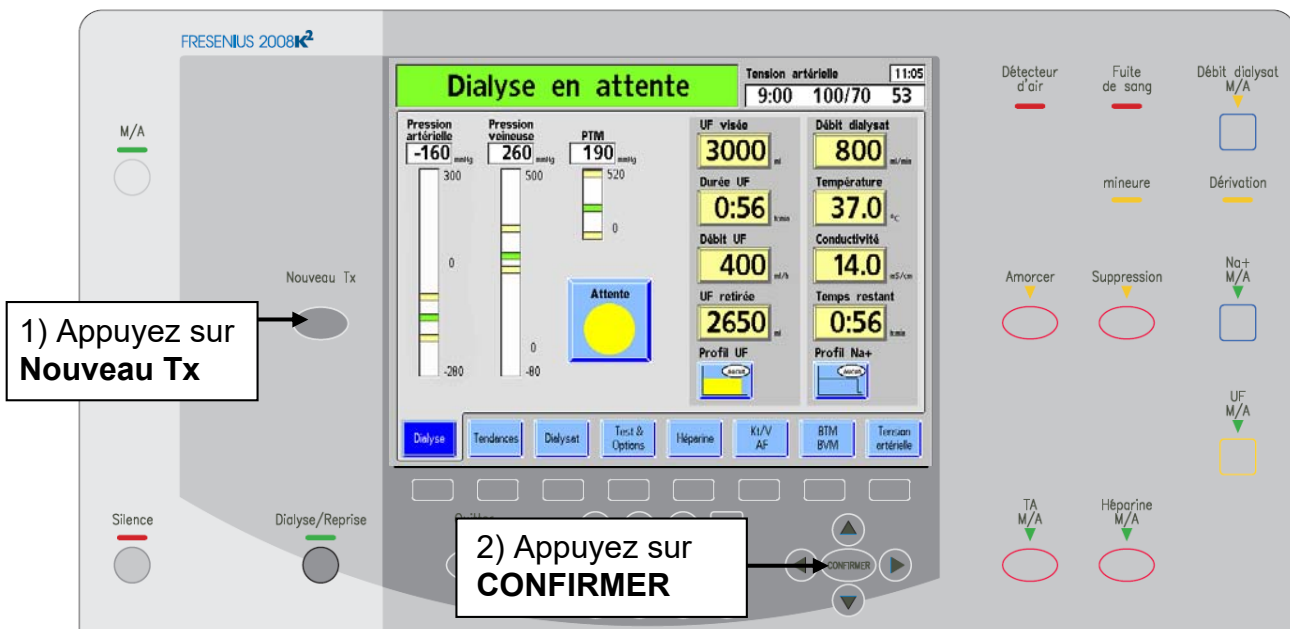 FRESENIUS 2008K2
Dialyse en attente
Tension artérielle 11:05
9:00 100/70 53
Pression artérielle
-160 mmHg
300
0
-280
Pression veineuse
260 mmHg
500
0
-80
PTM
190 mmHg
520
0
Attente
UF visée
3000 ml
Durée UF
0:56 h:min
Débit UF
400 ml/h
UF retirée
2650 ml
Profil UF
Aucun
Débit dialysat
800 ml/min
Température
37.0 °C
Conductivité
14.0 mS/cm
Temps restant
0:56 h:min
Profil Na+
Aucun
Dialyse
Tendances
Dialysat
Test & Options
Héparine
Kt/V AF
BTM BVM
Tension artérielle
M/A
Nouveau Tx
1) Appuyez sur
Nouveau Tx
Silence
Dialyse/Reprise
2) Appuyez sur
CONFIRMER
CONFIRMER
Détecteur d'air
Fuite de sang
Débit dialysat M/A
mineure
Dérivation
Amorcer
Suppression
Na+ M/A
UF M/A
TA M/A
Héparine M/A